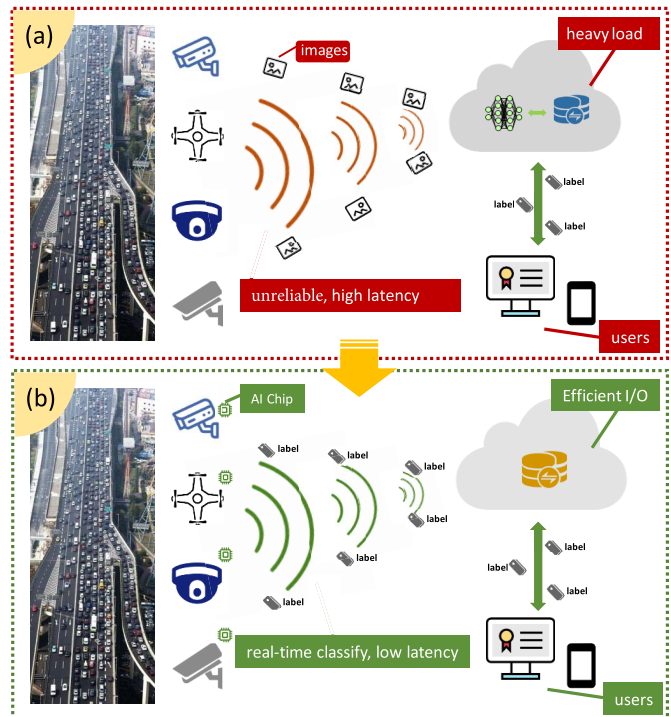 (a)
images
heavy load
label
label
label
unreliable, high latency
users
(b)
AI Chip
Efficient I/O
label
label
label
label
label
label
label
label
label
real-time classify, low latency
users